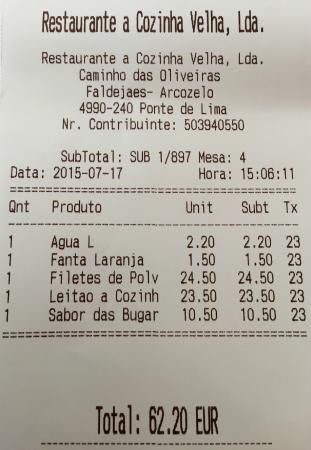 Restaurante a Cozinha Velha, Lda.
Restaurante a Cozinha Velha, Lda.
Caminho das Oliveiras
Faldejaes- Arcozelo
4990-240 Ponte de Lima
Nr. Contribuinte: 503940550
SubTotal: SUB 1/897 Mesa: 4
Data: 2015-07-17 Hora: 15:06:11
Qnt Produto Unit Subt Tx
1 Agua L 2.20 2.20 23
1 Fanta Laranja 1.50 1.50 23
1 Filetes de Polv 24.50 24.50 23
1 Leitao a Cozinh 23.50 23.50 23
1 Sabor das Bugar 10.50 10.50 23
Total: 62.20 EUR